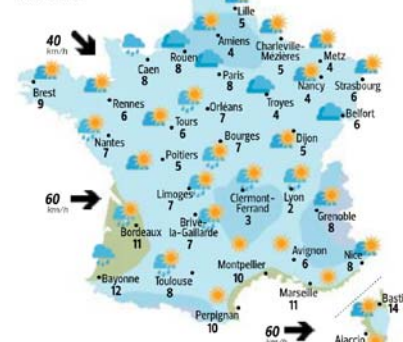 Lille
5
40
km/h
Amiens
4
Charleville-
Mezières
5
Rouen
8
Metz
4
Caen
8
Paris
8
Nancy
4
Strasbourg
6
Brest
9
Rennes
6
Orléans
7
Troyes
4
Belfort
6
Tours
6
Nantes
7
Bourges
7
Dijon
5
Poitiers
5
60
km/h
Limoges
7
Clermont-
Ferrand
3
Lyon
2
Grenoble
8
Bordeaux
11
Brive-
la-Gaillarde
7
Avignon
6
Nice
8
Montpellier
10
Bayonne
12
Toulouse
8
Marseille
11
Perpignan
10
Basti
14
60
km/h
Ajaccio